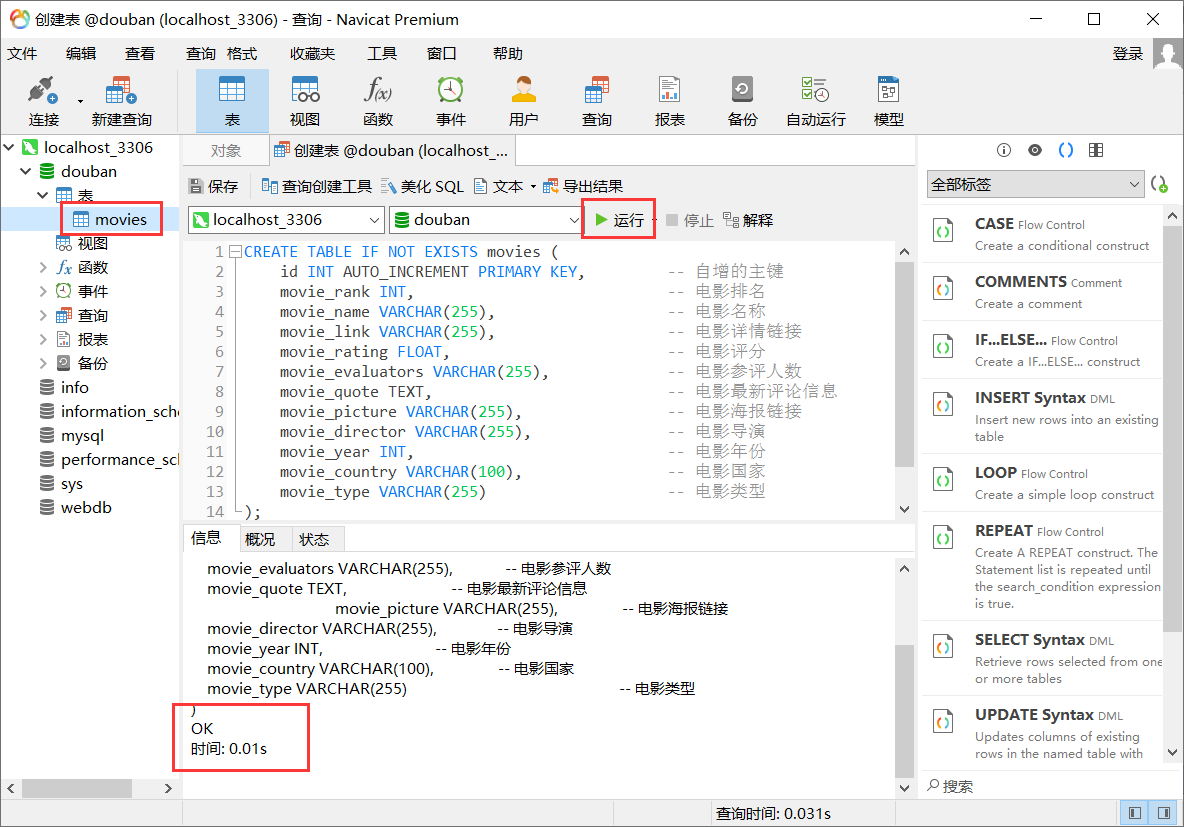 创建表 @douban (localhost_3306) - 查询 - Navicat Premium
文件 编辑 查看 查询 格式 收藏夹 工具 窗口 帮助 登录
连接 新建查询 表 视图 函数 事件 用户 查询 报表 备份 自动运行 模型
localhost_3306
douban
表
movies
视图
函数
事件
查询
报表
备份
info
information_sche
mysql
performance_scl
sys
webdb
对象 创建表 @douban (localhost_...
保存 查询创建工具 美化 SQL 文本 导出结果
localhost_3306 douban 运行 停止 解释
1 CREATE TABLE IF NOT EXISTS movies (
2 id INT AUTO_INCREMENT PRIMARY KEY, -- 自增的主键
3 movie_rank INT, -- 电影排名
4 movie_name VARCHAR(255), -- 电影名称
5 movie_link VARCHAR(255), -- 电影详情链接
6 movie_rating FLOAT, -- 电影评分
7 movie_evaluators VARCHAR(255), -- 电影参评人数
8 movie_quote TEXT, -- 电影最新评论信息
9 movie_picture VARCHAR(255), -- 电影海报链接
10 movie_director VARCHAR(255), -- 电影导演
11 movie_year INT, -- 电影年份
12 movie_country VARCHAR(100), -- 电影国家
13 movie_type VARCHAR(255) -- 电影类型
14 );
信息 概况 状态
movie_evaluators VARCHAR(255), -- 电影参评人数
movie_quote TEXT, -- 电影最新评论信息
movie_picture VARCHAR(255), -- 电影海报链接
movie_director VARCHAR(255), -- 电影导演
movie_year INT, -- 电影年份
movie_country VARCHAR(100), -- 电影国家
movie_type VARCHAR(255) -- 电影类型
)
OK
时间: 0.01s
全部标签
CASE Flow Control
Create a conditional construct
COMMENTS Comment
Create a comment
IF...ELSE... Flow Control
Create a IF...ELSE... construct
INSERT Syntax DML
Insert new rows into an existing
table
LOOP Flow Control
Create a simple loop construct
REPEAT Flow Control
Create A REPEAT construct. The
Statement list is repeated until
the search_condition expression
is true.
SELECT Syntax DML
Retrieve rows selected from one
or more tables
UPDATE Syntax DML
Updates columns of existing
rows in the named table with
搜索
查询时间: 0.031s